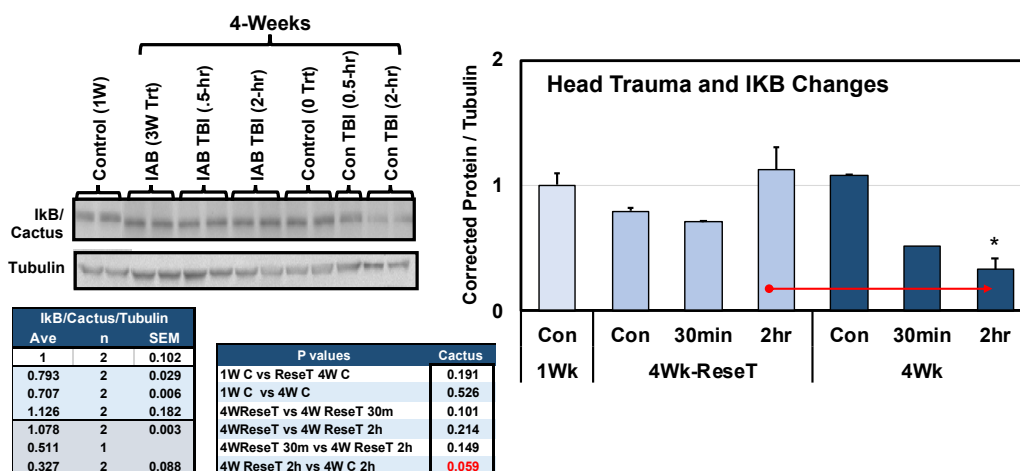 4-Weeks
Control (1W)
IAB (3W Trt)
IAB TBI (.5-hr)
IAB TBI (2-hr)
Control (0 Trt)
Con TBI (0.5-hr)
Con TBI (2-hr)
IkB/
Cactus
Tubulin
IkB/Cactus/Tubulin
Ave n SEM
1 2 0.102
0.793 2 0.029
0.707 2 0.006
1.126 2 0.182
1.078 2 0.003
0.511 1
0.327 2 0.088
P values Cactus
1W C vs ReseT 4W C 0.191
1W C vs 4W C 0.526
4WReseT vs 4W ReseT 30m 0.101
4WReseT vs 4W ReseT 2h 0.214
4WReseT 30m vs 4W ReseT 2h 0.149
4W ReseT 2h vs 4W C 2h 0.059
Head Trauma and IKB Changes
Corrected Protein / Tubulin
2
1
0
*
Con Con 30min 2hr Con 30min 2hr
1Wk 4Wk-ReseT 4Wk